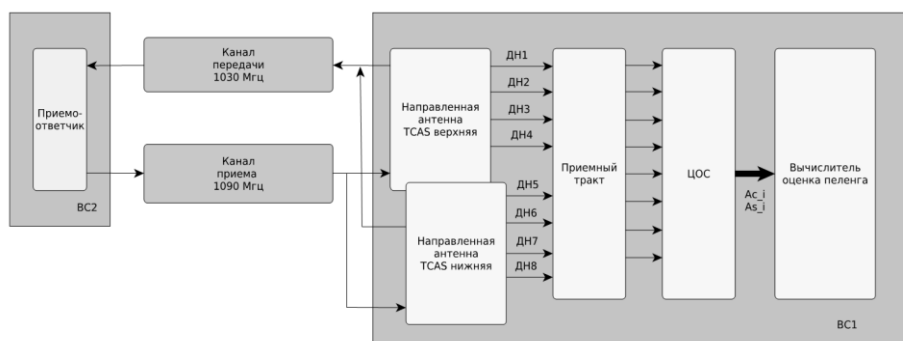 Канал
передачи
1030 Мгц
Приемо-
ответчик
Канал
приема
1090 Мгц
ВС2
Направленная
антенна
TCAS верхняя
Направленная
антенна
TCAS нижняя
ДН1
ДН2
ДН3
ДН4
ДН5
ДН6
ДН7
ДН8
Приемный
тракт
ЦОС
Ac_i
As_i
Вычислитель
оценка пеленга
ВС1